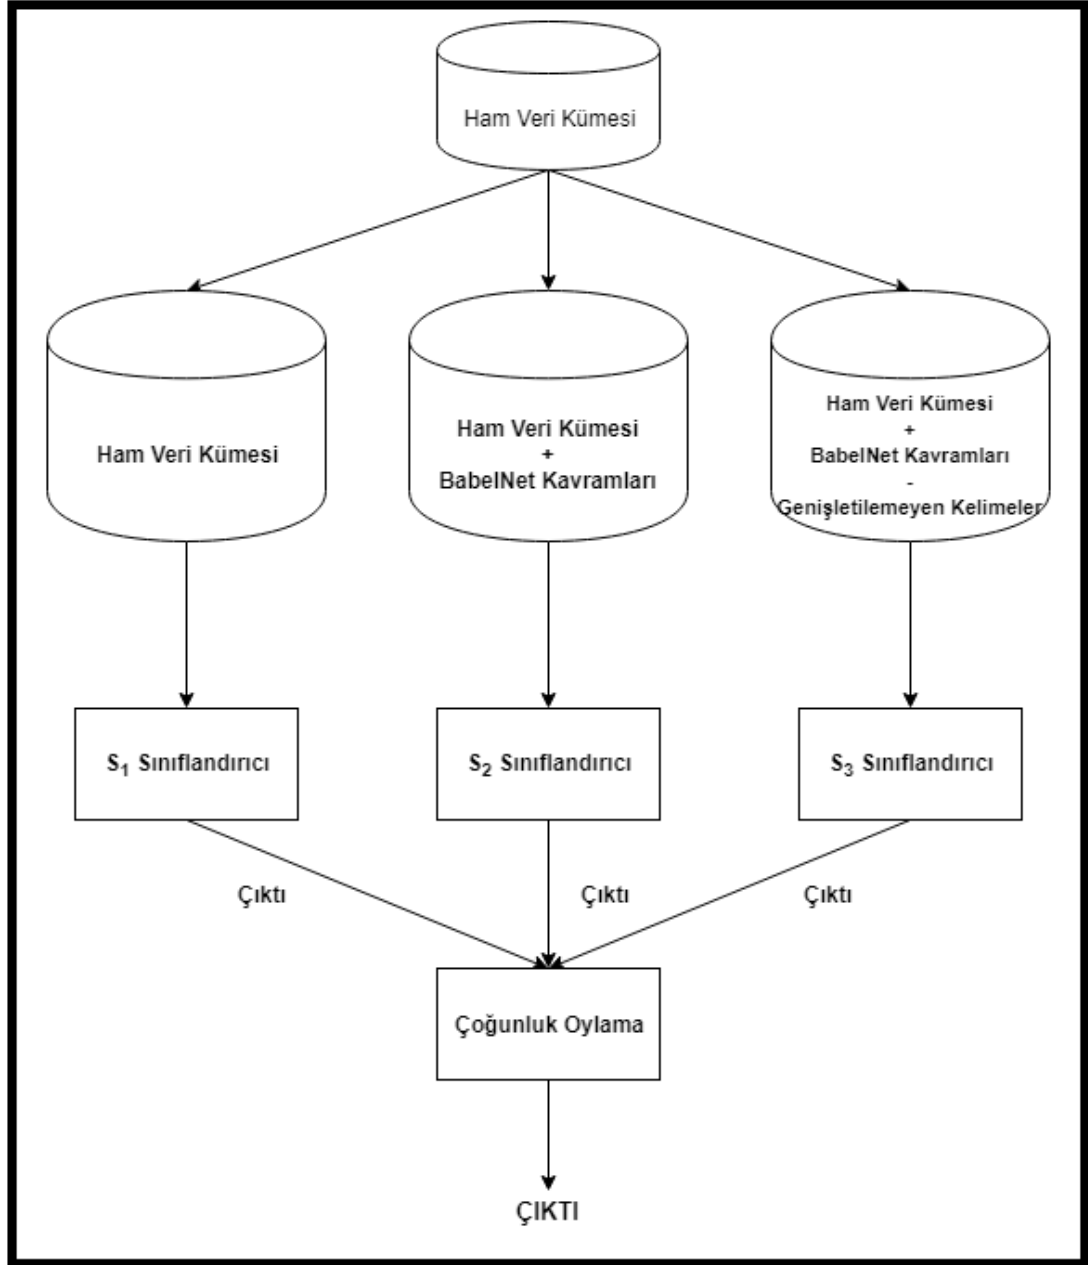 Ham Veri Kümesi
Ham Veri Kümesi
Ham Veri Kümesi
+
BabelNet Kavramları
Ham Veri Kümesi
+
BabelNet Kavramları
-
Genişletilemeyen Kelimeler
S₁ Sınıflandırıcı
S₂ Sınıflandırıcı
S₃ Sınıflandırıcı
Çıktı
Çıktı
Çıktı
Çoğunluk Oylama
ÇIKTI